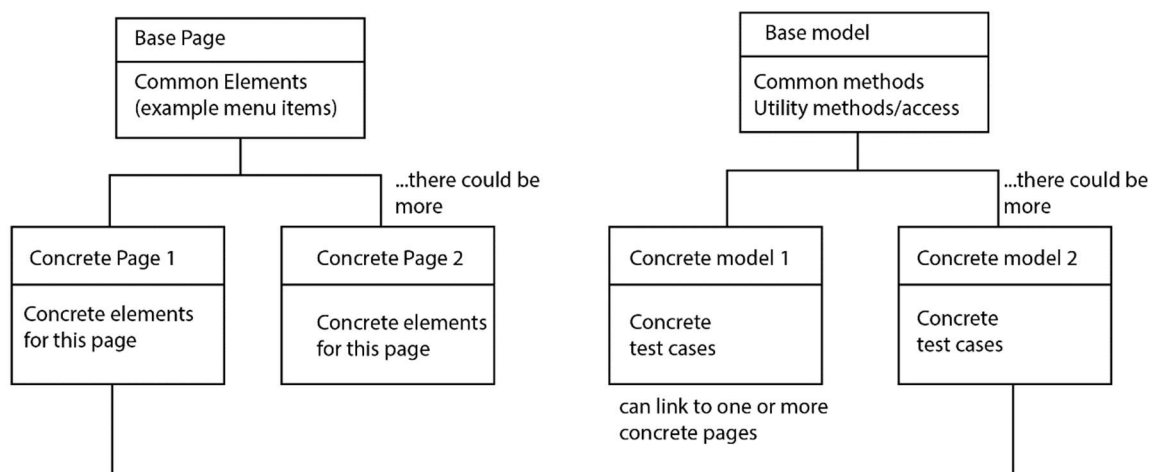 Base Page
Common Elements
(example menu items)
...there could be
more
Concrete Page 1
Concrete elements
for this page
Concrete Page 2
Concrete elements
for this page
Base model
Common methods
Utility methods/access
...there could be
more
Concrete model 1
Concrete
test cases
can link to one or more
concrete pages
Concrete model 2
Concrete
test cases